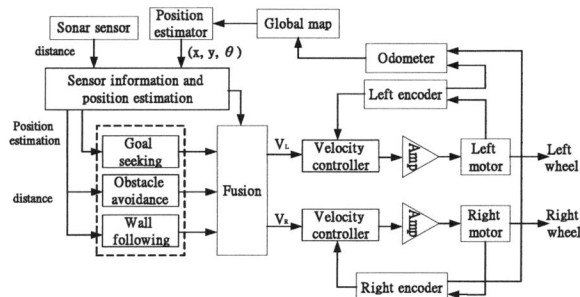 Sonar sensor
Position
estimator
Global map
distance
(x, y, θ)
Odometer
Sensor information and
position estimation
Left encoder
Position
estimation
Goal
seeking
V_L
Velocity
controller
Amp
Left
motor
Left
wheel
distance
Obstacle
avoidance
Fusion
Wall
following
V_R
Velocity
controller
Amp
Right
motor
Right
wheel
Right encoder